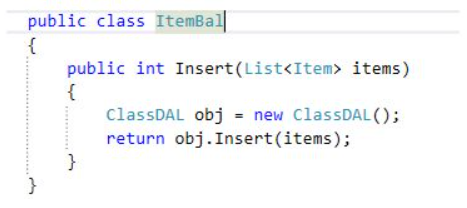 public class ItemBal
{
public int Insert(List<Item> items)
{
ClassDAL obj = new ClassDAL();
return obj.Insert(items);
}
}